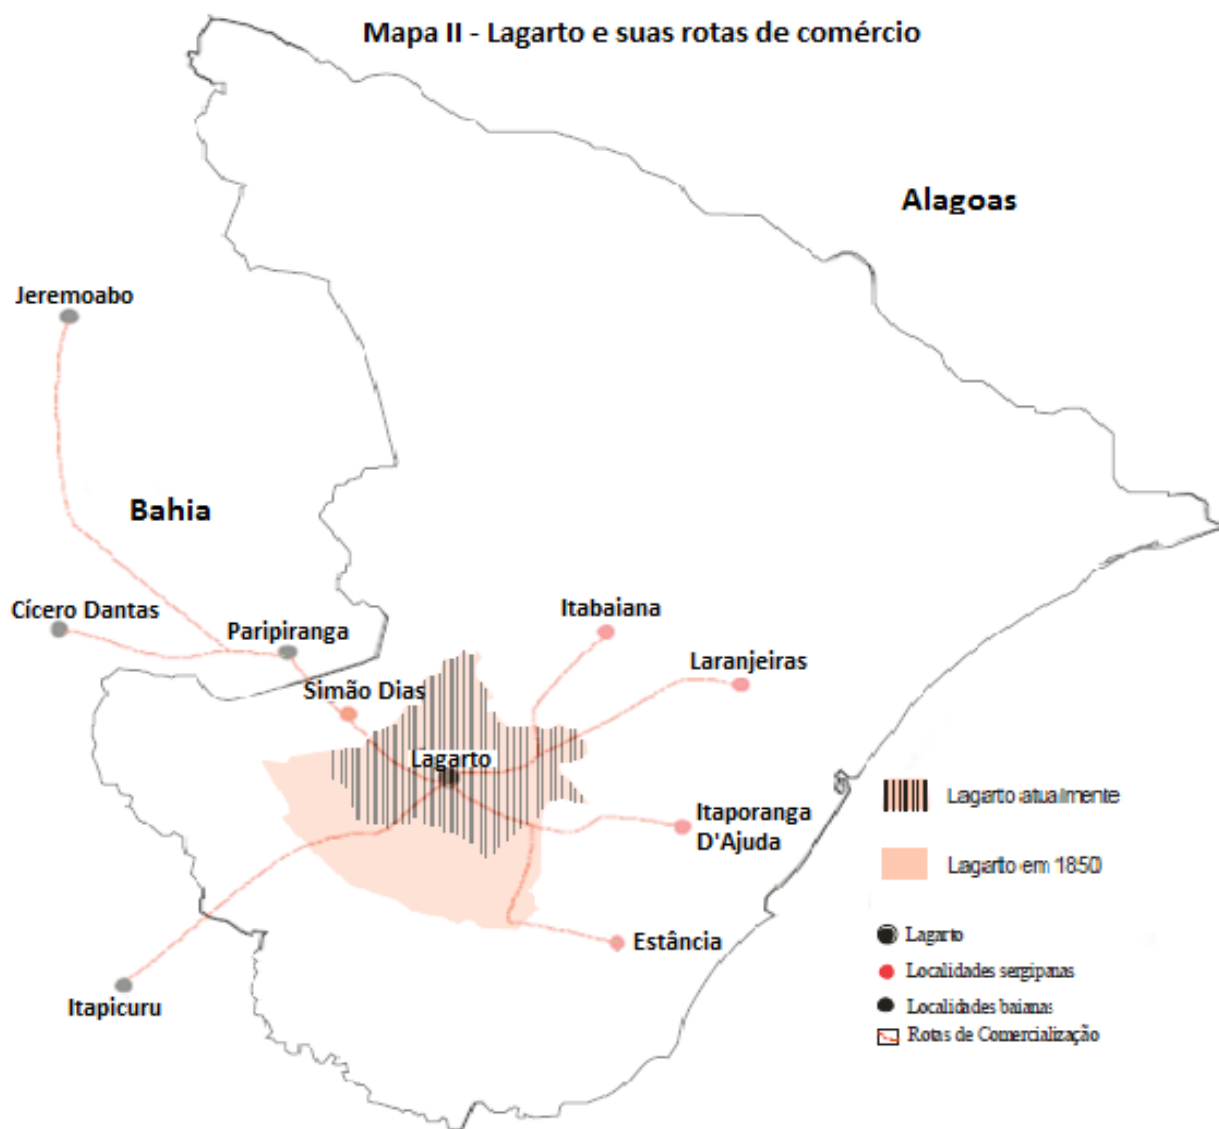 Mapa II - Lagarto e suas rotas de comércio
Alagoas
Jeremoabo
Bahia
Cícero Dantas
Paripiranga
Itabaiana
Laranjeiras
Simão Dias
Lagarto
Itaporanga
D'Ajuda
Estância
Itapicuru
Lagarto atualmente
Lagarto em 1850
Lagarto
Localidades sergipanas
Localidades baianas
Rotas de Comercialização